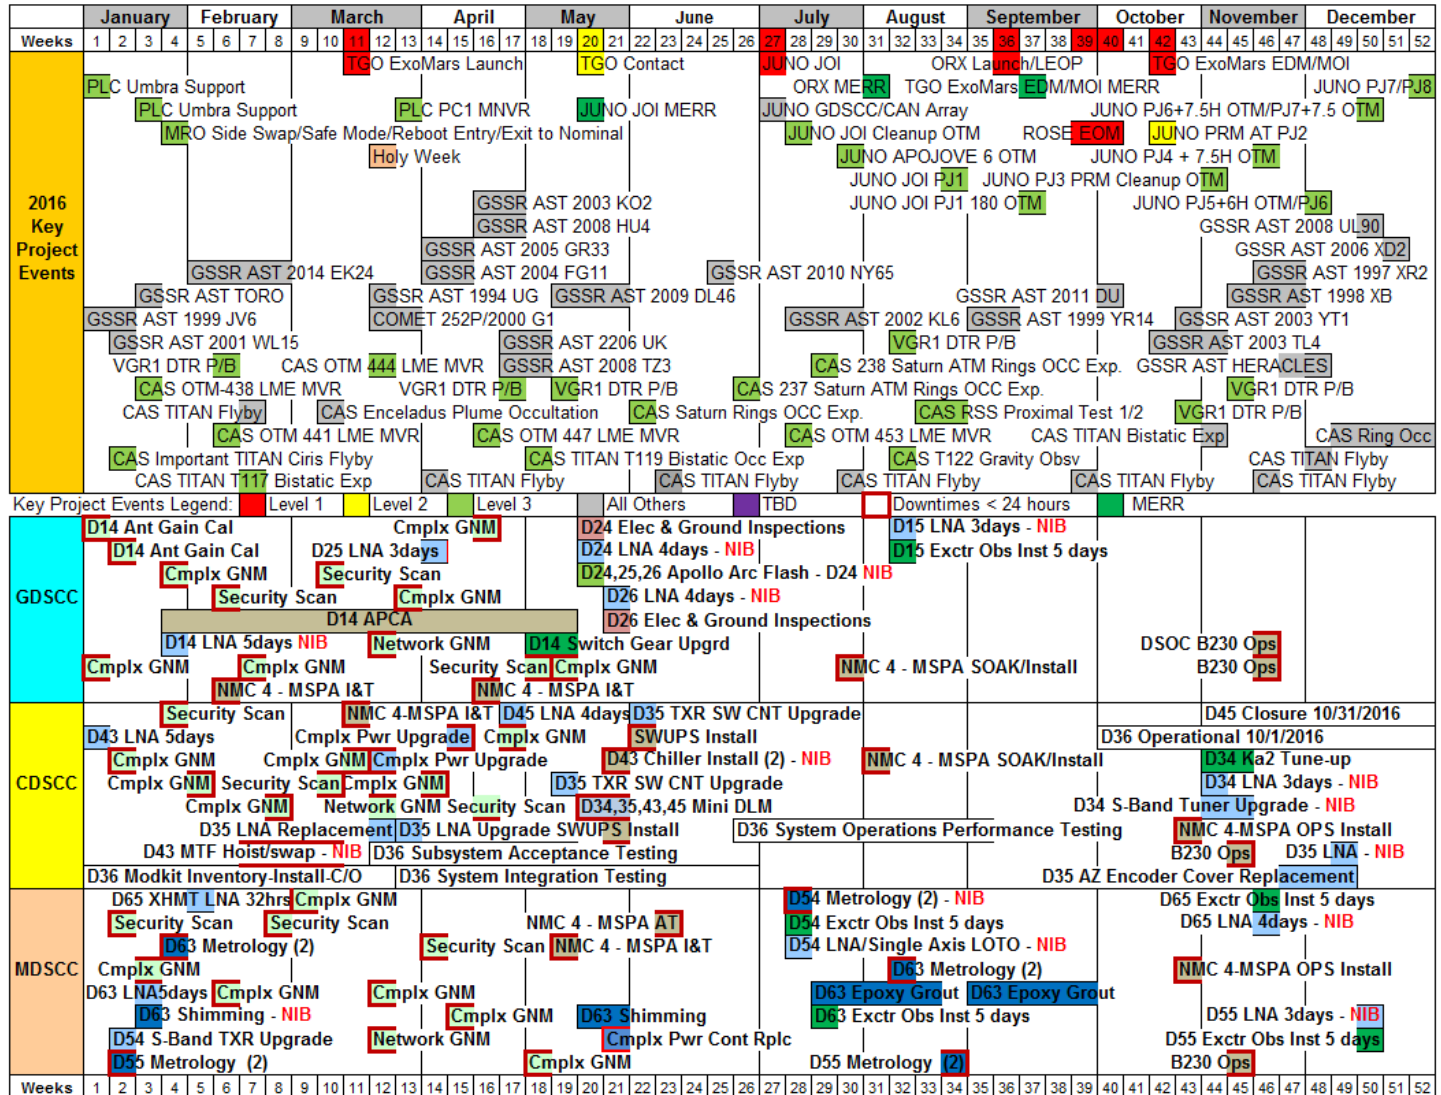 January February March April May June July August September October November December
Weeks 1 2 3 4 5 6 7 8 9 10 11 12 13 14 15 16 17 18 19 20 21 22 23 24 25 26 27 28 29 30 31 32 33 34 35 36 37 38 39 40 41 42 43 44 45 46 47 48 49 50 51 52
2016 Key Project Events
TGO ExoMars Launch TGO Contact JUNO JOI ORX Launch/LEOP TGO ExoMars EDM/MOI
PLC Umbra Support ORX MERR TGO ExoMars EDM/MOI MERR JUNO PJ7/PJ8
PLC Umbra Support PLC PC1 MNVR JUNO JOI MERR JUNO GDSCC/CAN Array JUNO PJ6+7.5H OTM/PJ7+7.5 OTM
MRO Side Swap/Safe Mode/Reboot Entry/Exit to Nominal JUNO JOI Cleanup OTM ROSE EOM JUNO PRM AT PJ2
Holy Week JUNO APOJOVE 6 OTM JUNO PJ4 + 7.5H OTM
JUNO JOI PJ1 JUNO PJ3 PRM Cleanup OTM
GSSR AST 2003 KO2 JUNO JOI PJ1 180 OTM JUNO PJ5+6H OTM/PJ6
GSSR AST 2008 HU4 GSSR AST 2008 UL90
GSSR AST 2005 GR33 GSSR AST 2006 XD2
GSSR AST 2014 EK24 GSSR AST 2004 FG11 GSSR AST 2010 NY65 GSSR AST 1997 XR2
GSSR AST TORO GSSR AST 1994 UG GSSR AST 2009 DL46 GSSR AST 2011 DU GSSR AST 1998 XB
GSSR AST 1999 JV6 COMET 252P/2000 G1 GSSR AST 2002 KL6 GSSR AST 1999 YR14 GSSR AST 2003 YT1
GSSR AST 2001 WL15 GSSR AST 2206 UK VGR1 DTR P/B GSSR AST 2003 TL4
VGR1 DTR P/B CAS OTM 444 LME MVR GSSR AST 2008 TZ3 CAS 238 Saturn ATM Rings OCC Exp. GSSR AST HERACLES
CAS OTM-438 LME MVR VGR1 DTR P/B VGR1 DTR P/B CAS 237 Saturn ATM Rings OCC Exp. VGR1 DTR P/B
CAS TITAN Flyby CAS Enceladus Plume Occultation CAS Saturn Rings OCC Exp. CAS RSS Proximal Test 1/2 VGR1 DTR P/B
CAS OTM 441 LME MVR CAS OTM 447 LME MVR CAS OTM 453 LME MVR CAS TITAN Bistatic Exp CAS Ring Occ
CAS Important TITAN Ciris Flyby CAS TITAN T119 Bistatic Occ Exp CAS T122 Gravity Obsv CAS TITAN Flyby
CAS TITAN T117 Bistatic Exp CAS TITAN Flyby CAS TITAN Flyby CAS TITAN Flyby CAS TITAN Flyby CAS TITAN Flyby
Key Project Events Legend: Level 1 Level 2 Level 3 All Others TBD Downtimes < 24 hours MERR
GDSCC
D14 Ant Gain Cal Cmplx GNM D24 Elec & Ground Inspections D15 LNA 3days - NIB
D14 Ant Gain Cal D25 LNA 3days D24 LNA 4days - NIB D15 Exctr Obs Inst 5 days
Cmplx GNM Security Scan D24,25,26 Apollo Arc Flash - D24 NIB
Security Scan Cmplx GNM D26 LNA 4days - NIB
D14 APCA D26 Elec & Ground Inspections
D14 LNA 5days NIB Network GNM D14 Switch Gear Upgrd DSOC B230 Ops
Cmplx GNM Cmplx GNM Security Scan Cmplx GNM NMC 4 - MSPA SOAK/Install B230 Ops
NMC 4 - MSPA I&T NMC 4 - MSPA I&T
CDSCC
Security Scan NMC 4-MSPA I&T D45 LNA 4days D35 TXR SW CNT Upgrade D45 Closure 10/31/2016
D43 LNA 5days Cmplx Pwr Upgrade Cmplx GNM SWUPS Install D36 Operational 10/1/2016
Cmplx GNM Cmplx GNM Cmplx Pwr Upgrade D43 Chiller Install (2) - NIB NMC 4 - MSPA SOAK/Install D34 Ka2 Tune-up
Cmplx GNM Security Scan Cmplx GNM D35 TXR SW CNT Upgrade D34 LNA 3days - NIB
Cmplx GNM Network GNM Security Scan D34,35,43,45 Mini DLM D34 S-Band Tuner Upgrade - NIB
D35 LNA Replacement D35 LNA Upgrade SWUPS Install D36 System Operations Performance Testing NMC 4-MSPA OPS Install
D43 MTF Hoist/swap - NIB D36 Subsystem Acceptance Testing B230 Ops D35 LNA - NIB
D36 Modkit Inventory-Install-C/O D36 System Integration Testing D35 AZ Encoder Cover Replacement
MDSCC
D65 XHMT LNA 32hrs Cmplx GNM D54 Metrology (2) - NIB D65 Exctr Obs Inst 5 days
Security Scan Security Scan NMC 4 - MSPA AT D54 Exctr Obs Inst 5 days D65 LNA 4days - NIB
D63 Metrology (2) Security Scan NMC 4 - MSPA I&T D54 LNA/Single Axis LOTO - NIB
Cmplx GNM D63 Metrology (2) NMC 4-MSPA OPS Install
D63 LNA5days Cmplx GNM Cmplx GNM D63 Epoxy Grout D63 Epoxy Grout
D63 Shimming - NIB Cmplx GNM D63 Shimming D63 Exctr Obs Inst 5 days D55 LNA 3days - NIB
D54 S-Band TXR Upgrade Network GNM Cmplx Pwr Cont Rplc D55 Exctr Obs Inst 5 days
D55 Metrology (2) Cmplx GNM D55 Metrology (2) B230 Ops
Weeks 1 2 3 4 5 6 7 8 9 10 11 12 13 14 15 16 17 18 19 20 21 22 23 24 25 26 27 28 29 30 31 32 33 34 35 36 37 38 39 40 41 42 43 44 45 46 47 48 49 50 51 52